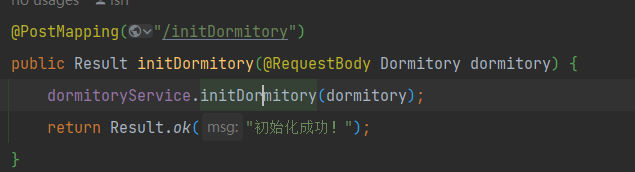 no usages
@PostMapping("/initDormitory")
public Result initDormitory(@RequestBody Dormitory dormitory) {
dormitoryService.initDormitory(dormitory);
return Result.ok( msg: "初始化成功！");
}